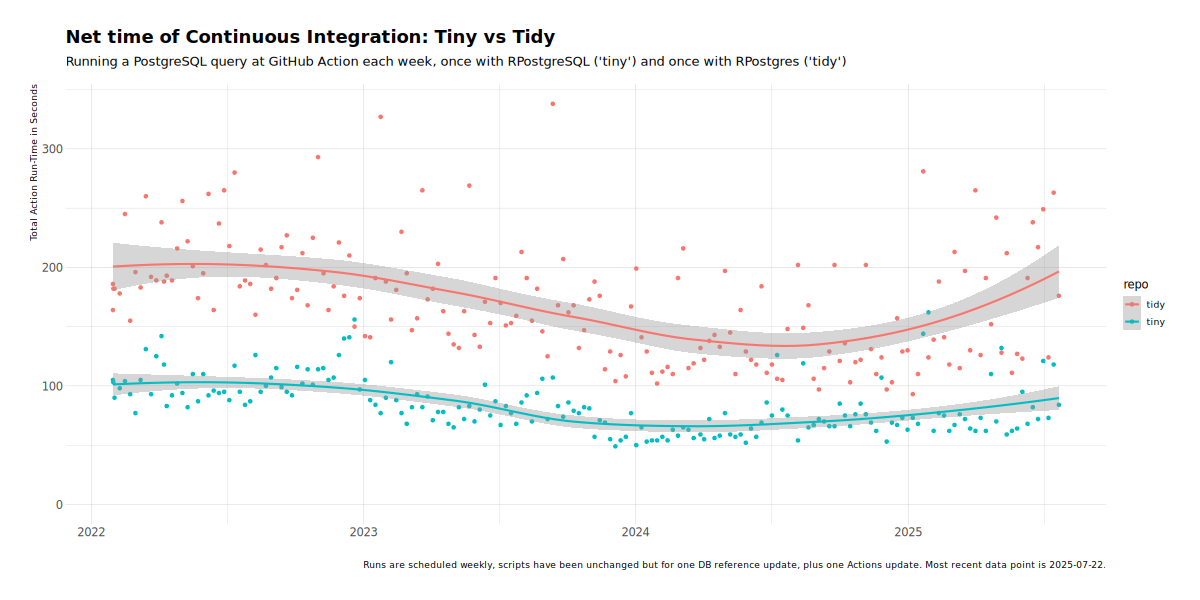 Net time of Continuous Integration: Tiny vs Tidy
Running a PostgreSQL query at GitHub Action each week, once with RPostgreSQL ('tiny') and once with RPostgres ('tidy')
Total Action Run-Time in Seconds
300
200
100
0
2022
2023
2024
2025
repo
tidy
tiny
Runs are scheduled weekly, scripts have been unchanged but for one DB reference update, plus one Actions update. Most recent data point is 2025-07-22.